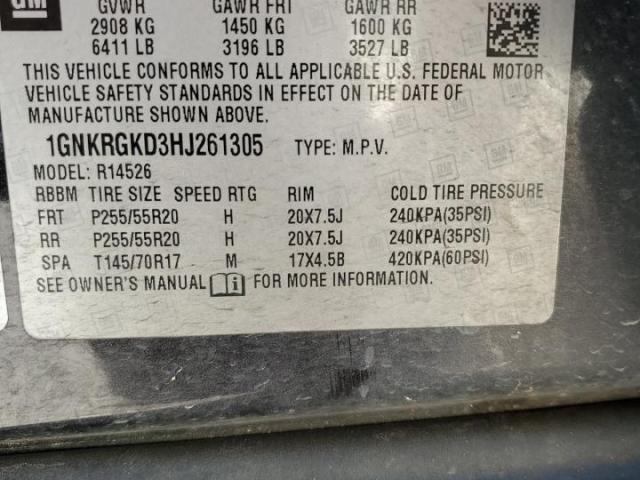 GM
GVWR GAWR FRT GAWR RR
2908 KG 1450 KG 1600 KG
6411 LB 3196 LB 3527 LB
THIS VEHICLE CONFORMS TO ALL APPLICABLE U.S. FEDERAL MOTOR
VEHICLE SAFETY STANDARDS IN EFFECT ON THE DATE OF
MANUFACTURE SHOWN ABOVE.
1GNKRGKD3HJ261305 TYPE: M.P.V.
MODEL: R14526
RBBM TIRE SIZE SPEED RTG RIM COLD TIRE PRESSURE
FRT P255/55R20 H 20X7.5J 240KPA(35PSI)
RR P255/55R20 H 20X7.5J 240KPA(35PSI)
SPA T145/70R17 M 17X4.5B 420KPA(60PSI)
SEE OWNER'S MANUAL i FOR MORE INFORMATION.